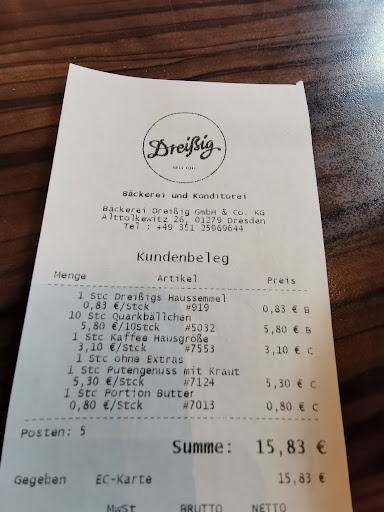 Dreißig
Bäckerei und Konditorei
Bäckerei Dreißig GmbH & Co. KG
Alttolkewitz 26, 01279 Dresden
Tel : +49 351 25969644
Kundenbeleg
Menge Artikel Preis
1 Stc Dreißigs Haussemmel
0,83 €/Stck #919 0,83 € B
10 Stc Quarkbällchen
5,80 €/10Stck #5032 5,80 € B
1 Stc Kaffee Hausgröße
3,10 €/Stck #7553 3,10 € C
1 Stc ohne Extras
1 Stc Putengenuss mit Kraut
5,30 €/Stck #7124 5,30 € C
1 Stc Portion Butter
0,80 €/Stck #7013 0,80 € C
Posten: 5
Summe: 15,83 €
Gegeben EC-Karte 15,83 €
MwSt BRUTTO NETTO